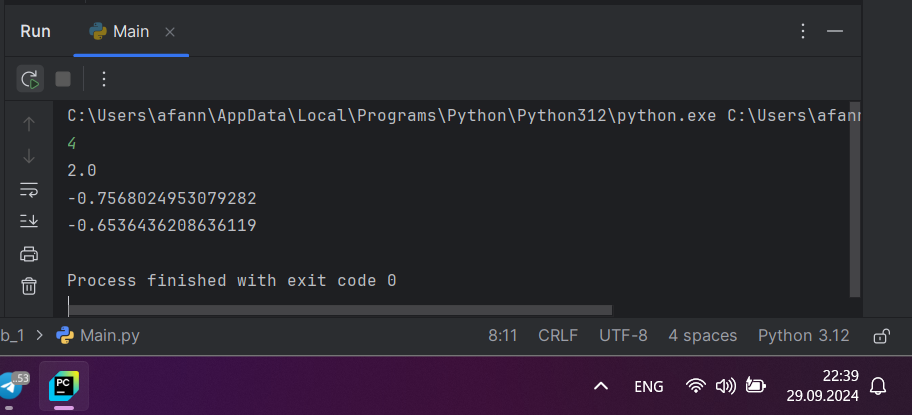 Run Main
C:\Users\afann\AppData\Local\Programs\Python\Python312\python.exe C:\Users\afann
4
2.0
-0.7568024953079282
-0.6536436208636119
Process finished with exit code 0
b_1 > Main.py 8:11 CRLF UTF-8 4 spaces Python 3.12
..53 PC ENG 22:39
29.09.2024